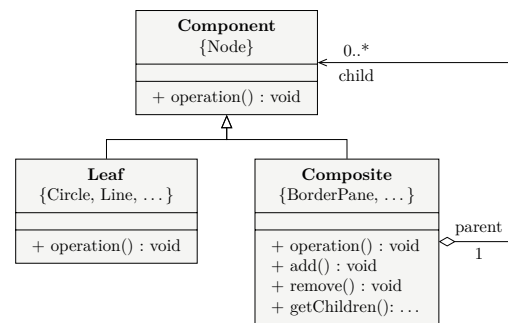 Component
{Node}
0..*
child
+ operation() : void
Leaf
{Circle, Line, ...}
+ operation() : void
Composite
{BorderPane, ...}
+ operation() : void
+ add() : void
+ remove() : void
+ getChildren(): ...
parent
1